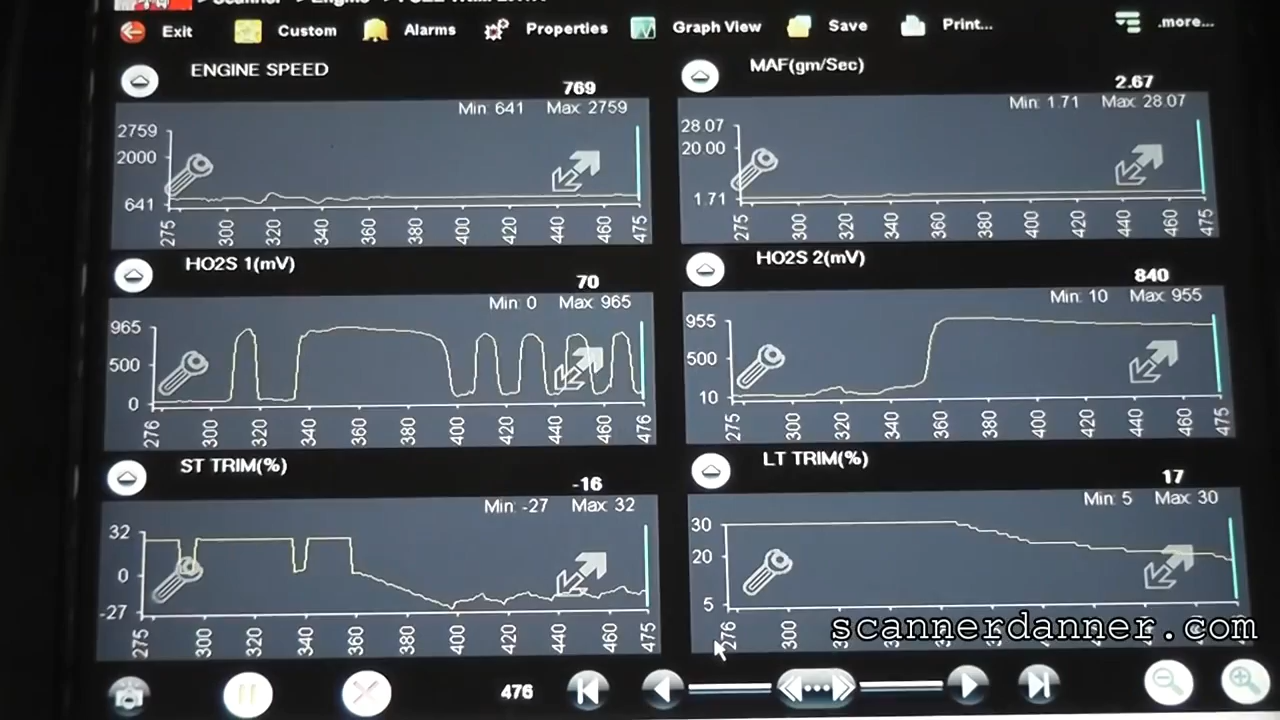 > Scanner > Engine >
Exit Custom Alarms Properties Graph View Save Print... .more...
ENGINE SPEED
769
Min: 641 Max: 2759
2759
2000
641
275 300 320 340 360 380 400 420 440 460 475
MAF(gm/Sec)
2.67
Min: 1.71 Max: 28.07
28.07
20.00
1.71
275 300 320 340 360 380 400 420 440 460 475
HO2S 1(mV)
70
Min: 0 Max: 965
965
500
0
276 300 320 340 360 380 400 420 440 460 476
HO2S 2(mV)
840
Min: 10 Max: 955
955
500
10
275 300 320 340 360 380 400 420 440 460 475
ST TRIM(%)
-16
Min: -27 Max: 32
32
0
-27
275 300 320 340 360 380 400 420 440 460 475
LT TRIM(%)
17
Min: 5 Max: 30
30
20
5
276 300
scannerdanner.com
476